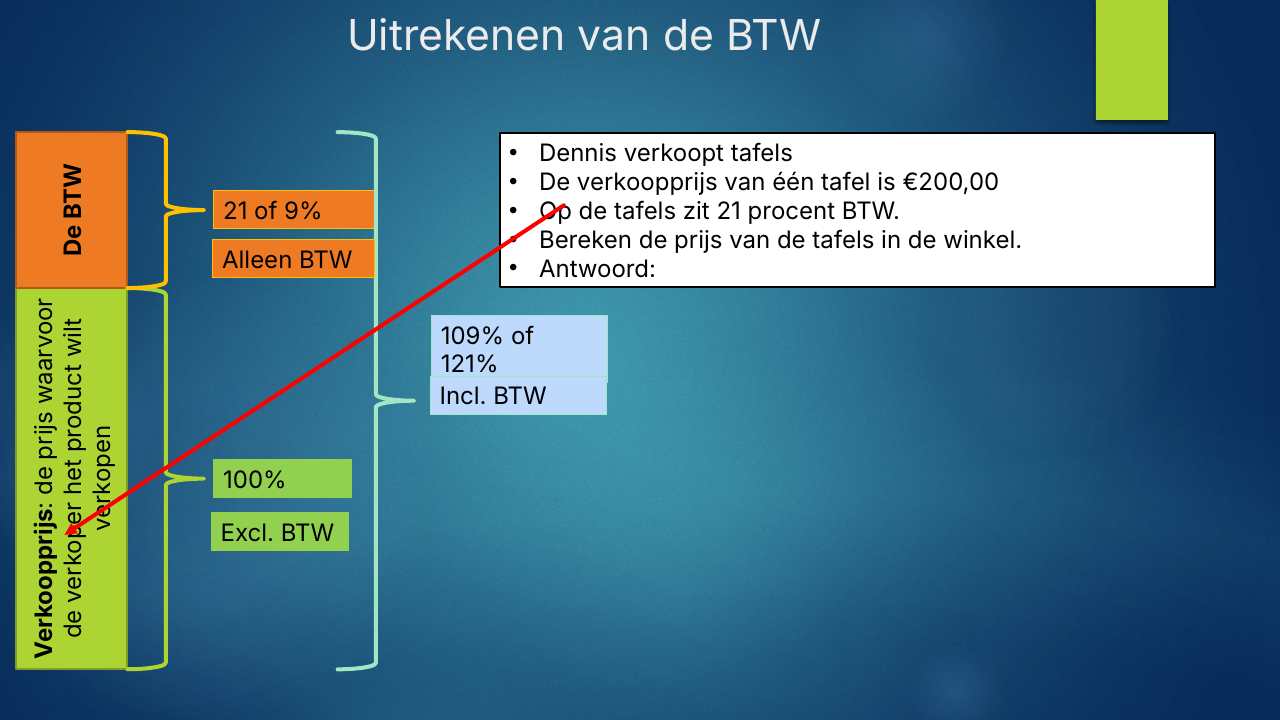 Uitrekenen van de BTW
De BTW
21 of 9%
Alleen BTW
• Dennis verkoopt tafels
• De verkoopprijs van één tafel is €200,00
• Op de tafels zit 21 procent BTW.
• Bereken de prijs van de tafels in de winkel.
• Antwoord:
109% of
121%
Incl. BTW
Verkoopprijs: de prijs waarvoor
de verkoper het product wilt
verkopen
100%
Excl. BTW